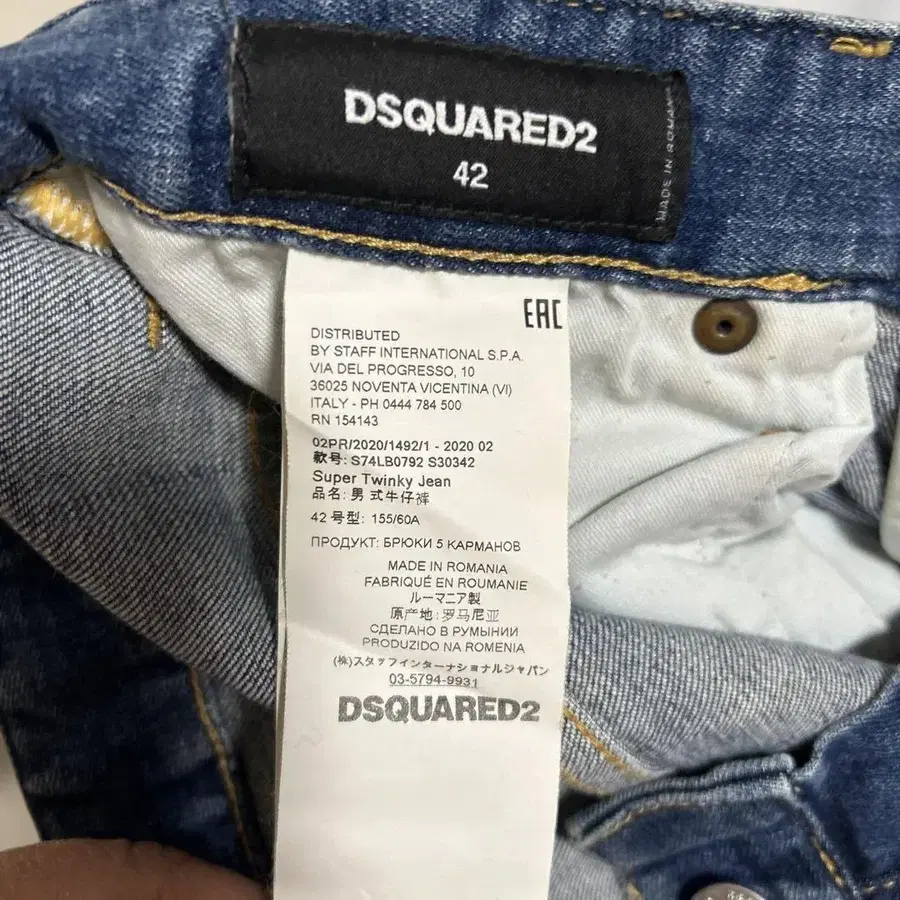 DSQUARED2
42
MADE IN ROMANIA
EAC
DISTRIBUTED
BY STAFF INTERNATIONAL S.P.A.
VIA DEL PROGRESSO, 10
36025 NOVENTA VICENTINA (VI)
ITALY - PH 0444 784 500
RN 154143
02PR/2020/1492/1 - 2020 02
款号: S74LB0792 S30342
Super Twinky Jean
品名: 男 式牛仔裤
42 号型: 155/60A
ПРОДУКТ: БРЮКИ 5 КАРМАНОВ
MADE IN ROMANIA
FABRIQUÉ EN ROUMANIE
ルーマニア製
原产地: 罗马尼亚
СДЕЛАНО В РУМЫНИИ
PRODUZIDO NA ROMENIA
(株)スタッフインターナショナルジャパン
03-5794-9931
DSQUARED2